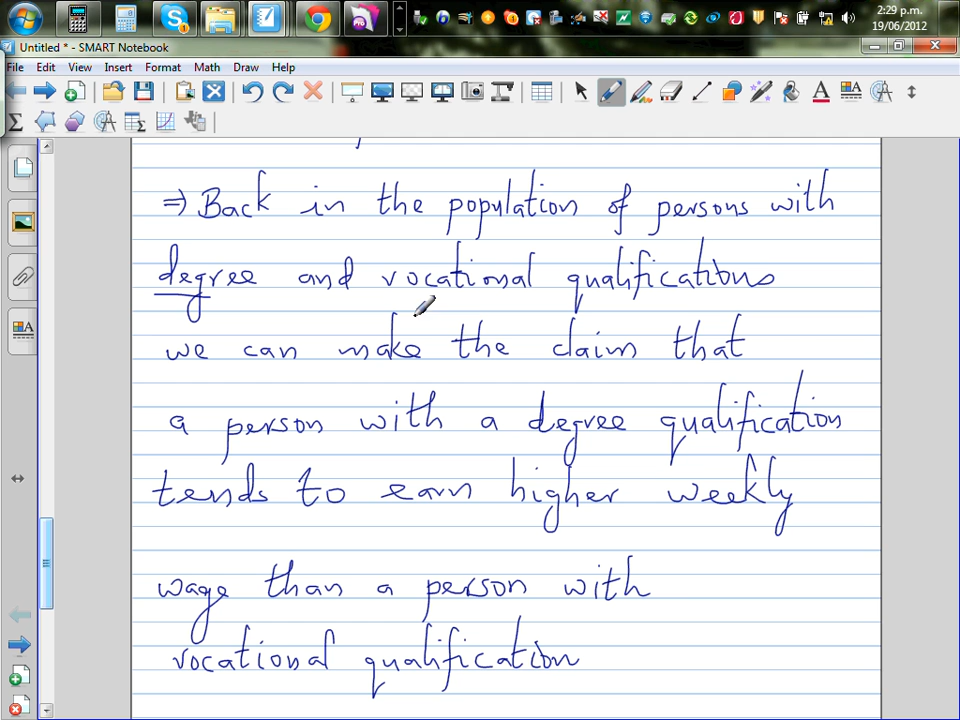 2:29 p.m.
19/06/2012
Untitled * - SMART Notebook
File Edit View Insert Format Math Draw Help
⇒ Back in the population of persons with
degree and vocational qualifications
we can make the claim that
a person with a degree qualification
tends to earn higher weekly
wage than a person with
vocational qualification